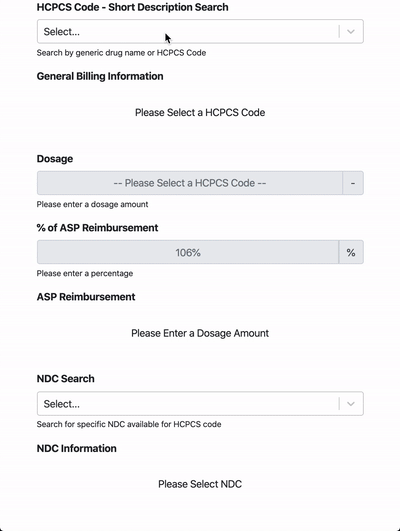 HCPCS Code - Short Description Search
Select...
Search by generic drug name or HCPCS Code
General Billing Information
Please Select a HCPCS Code
Dosage
-- Please Select a HCPCS Code -- -
Please enter a dosage amount
% of ASP Reimbursement
106% %
Please enter a percentage
ASP Reimbursement
Please Enter a Dosage Amount
NDC Search
Select...
Search for specific NDC available for HCPCS code
NDC Information
Please Select NDC